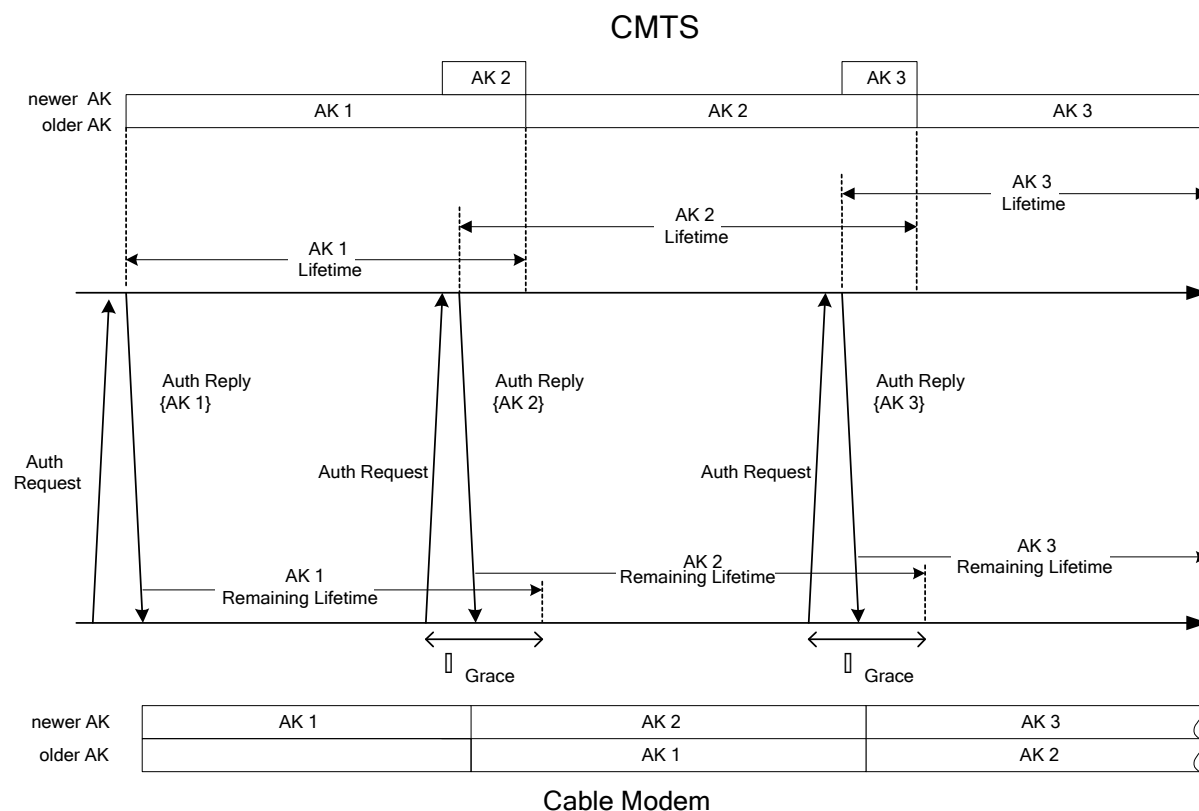 CMTS
AK 2
AK 3
newer AK
AK 1
AK 2
AK 3
older AK
AK 3
Lifetime
AK 2
Lifetime
AK 1
Lifetime
Auth Reply
{AK 1}
Auth Reply
{AK 2}
Auth Reply
{AK 3}
Auth
Request
Auth Request
Auth Request
AK 1
Remaining Lifetime
AK 2
Remaining Lifetime
AK 3
Remaining Lifetime
Grace
Grace
newer AK
AK 1
AK 2
AK 3
older AK
AK 1
AK 2
Cable Modem